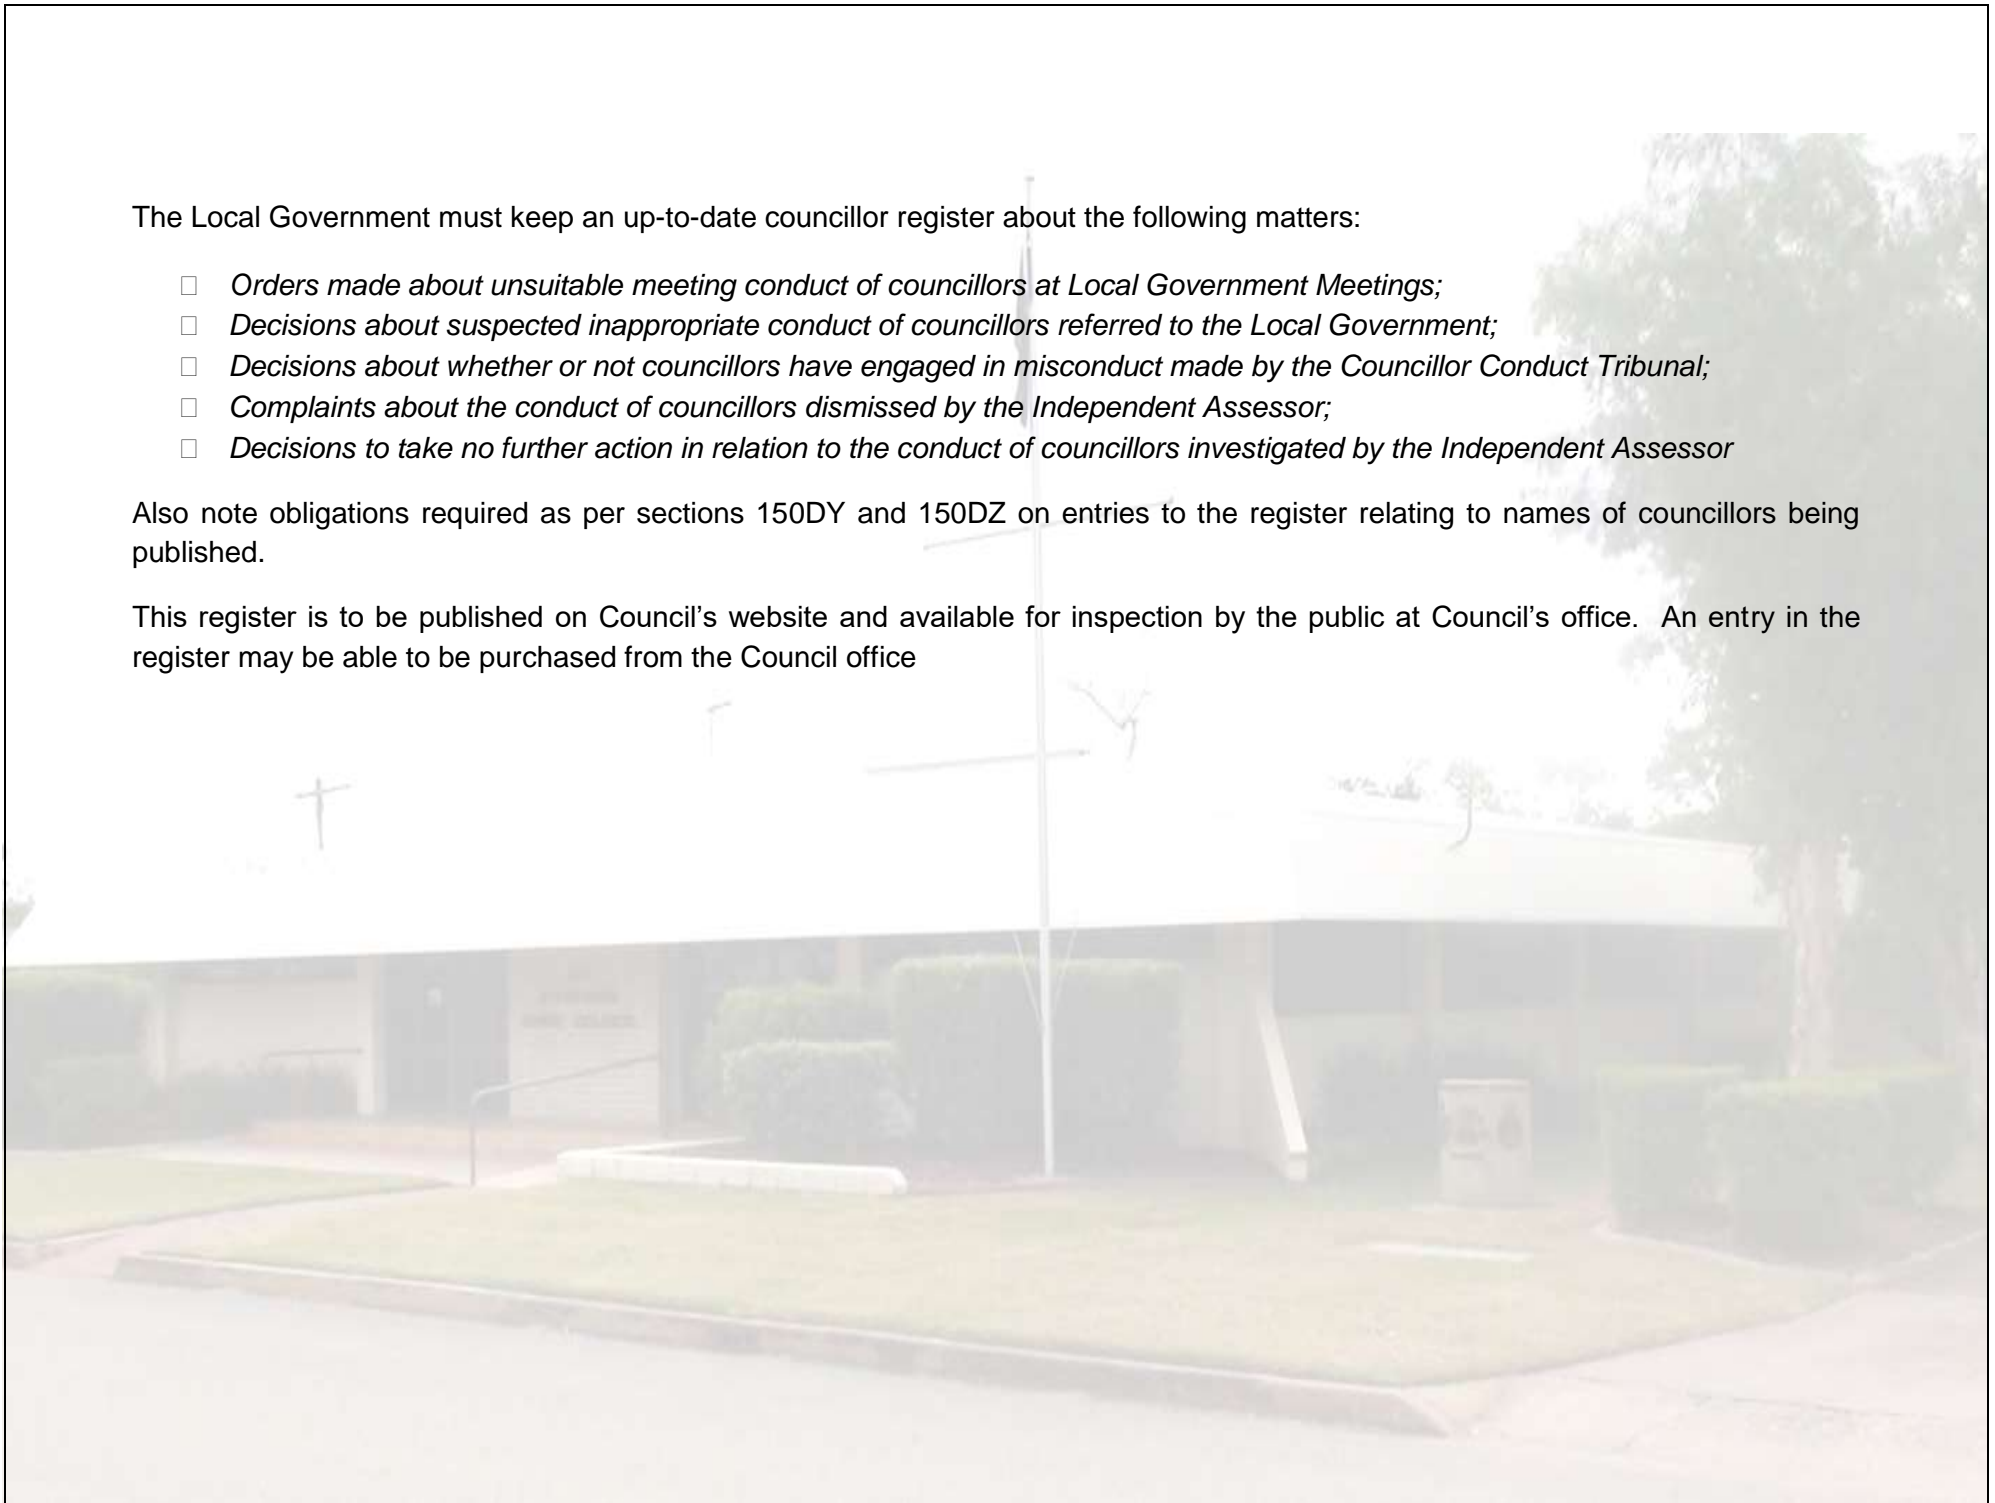 The Local Government must keep an up-to-date councillor register about the following matters:
□ Orders made about unsuitable meeting conduct of councillors at Local Government Meetings;
□ Decisions about suspected inappropriate conduct of councillors referred to the Local Government;
□ Decisions about whether or not councillors have engaged in misconduct made by the Councillor Conduct Tribunal;
□ Complaints about the conduct of councillors dismissed by the Independent Assessor;
□ Decisions to take no further action in relation to the conduct of councillors investigated by the Independent Assessor
Also note obligations required as per sections 150DY and 150DZ on entries to the register relating to names of councillors being
published.
This register is to be published on Council’s website and available for inspection by the public at Council’s office.  An entry in the
register may be able to be purchased from the Council office